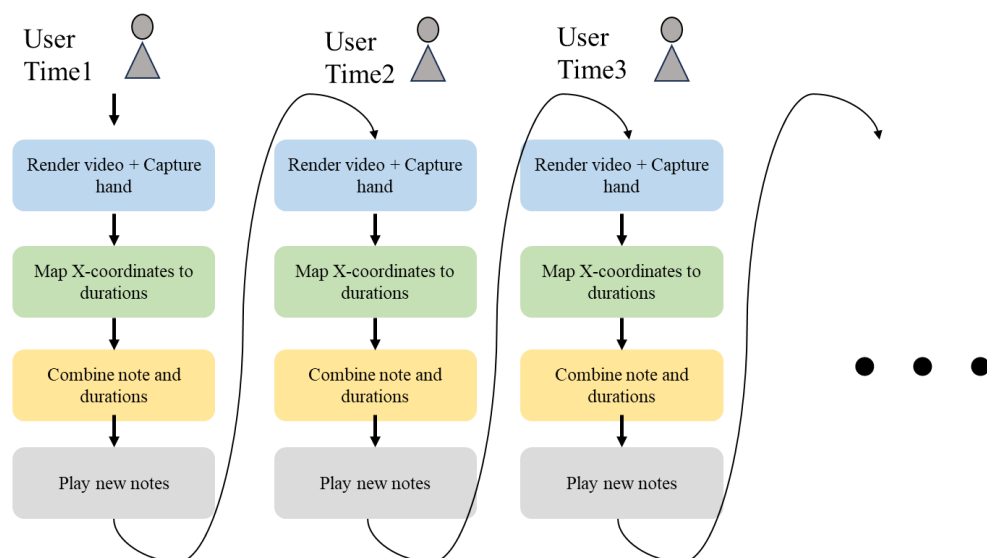 User
Time1
Render video + Capture
hand
Map X-coordinates to
durations
Combine note and
durations
Play new notes
User
Time2
Render video + Capture
hand
Map X-coordinates to
durations
Combine note and
durations
Play new notes
User
Time3
Render video + Capture
hand
Map X-coordinates to
durations
Combine note and
durations
Play new notes